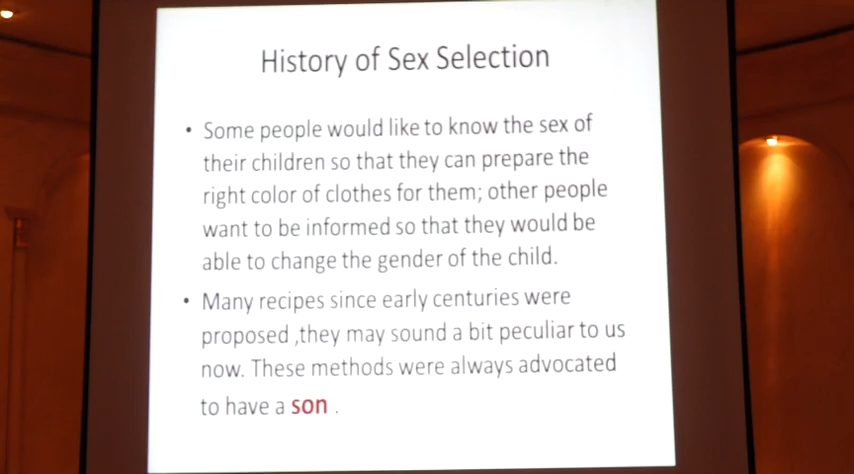 History of Sex Selection
• Some people would like to know the sex of
their children so that they can prepare the
right color of clothes for them; other people
want to be informed so that they would be
able to change the gender of the child.
• Many recipes since early centuries were
proposed ,they may sound a bit peculiar to us
now. These methods were always advocated
to have a son .